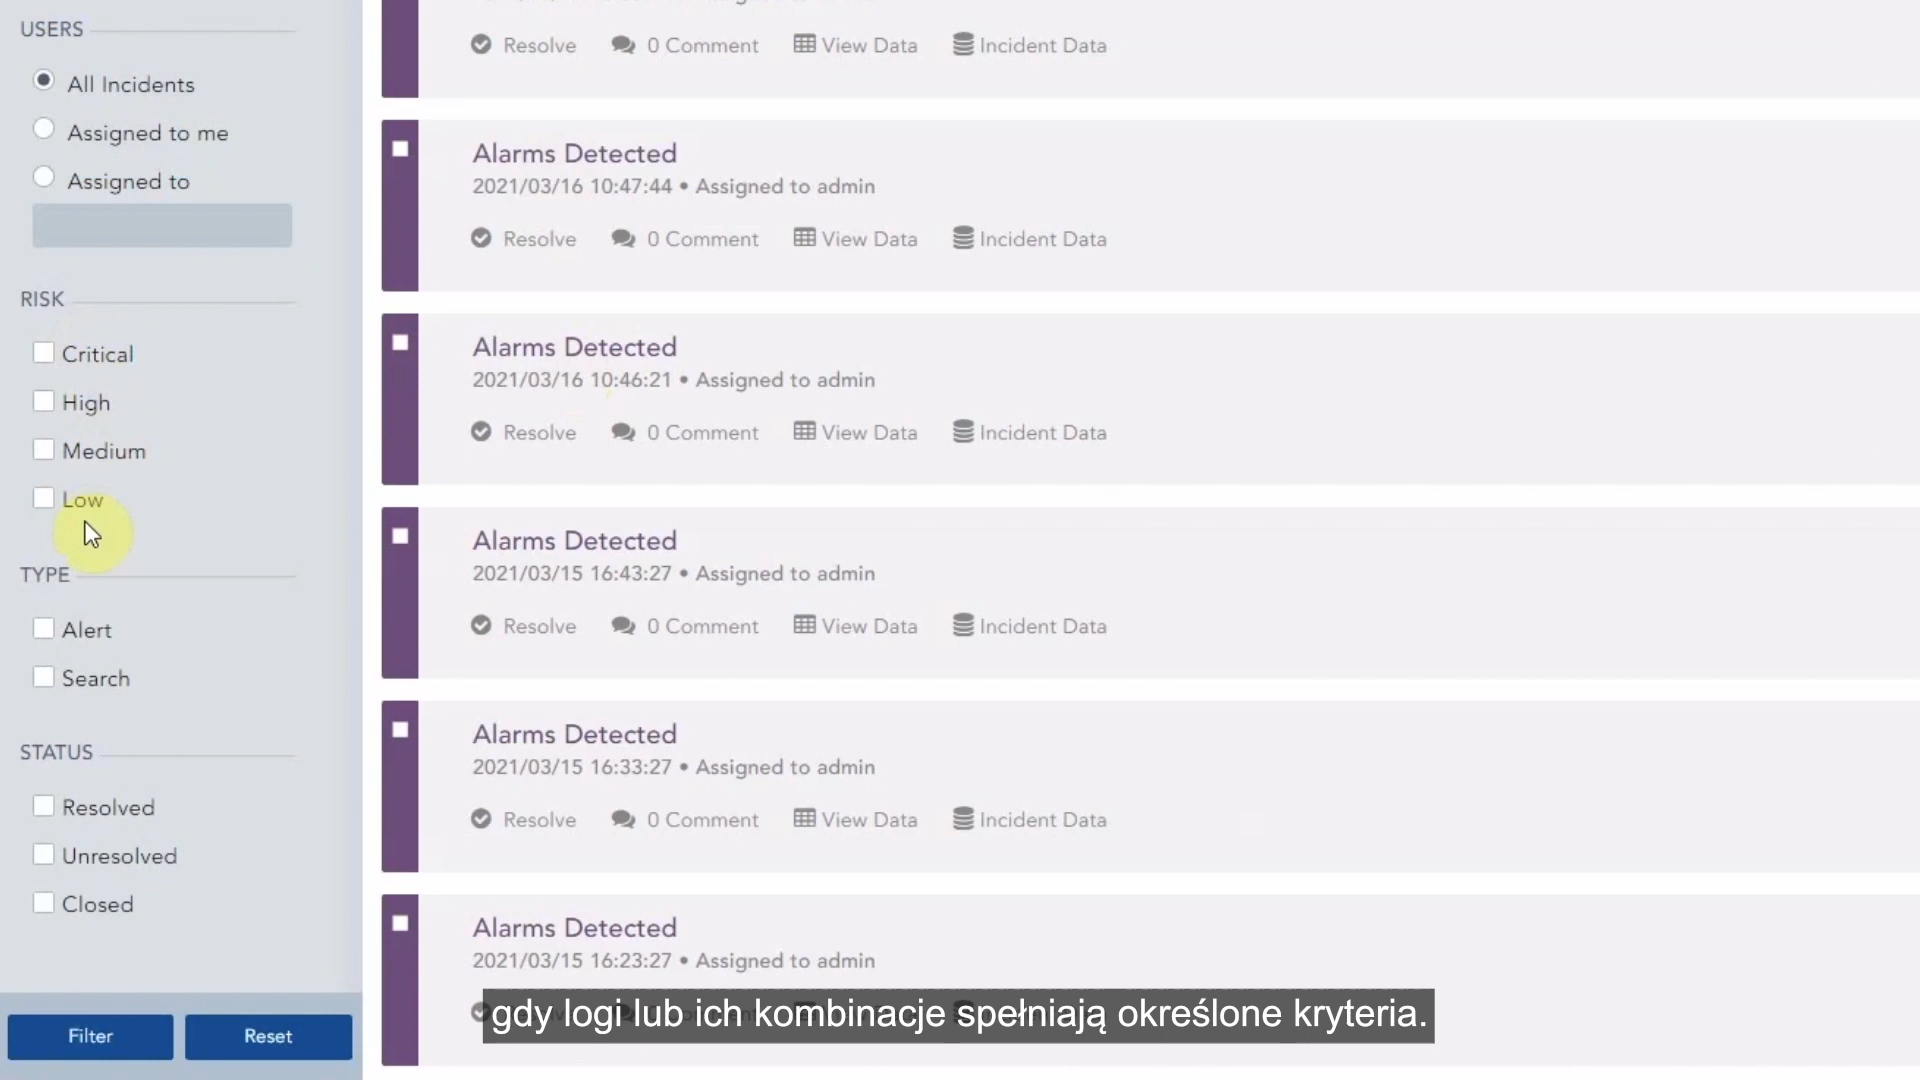 USERS
All Incidents
Assigned to me
Assigned to
RISK
Critical
High
Medium
Low
TYPE
Alert
Search
STATUS
Resolved
Unresolved
Closed
Filter
Reset
Resolve 0 Comment View Data Incident Data
Alarms Detected
2021/03/16 10:47:44 • Assigned to admin
Resolve 0 Comment View Data Incident Data
Alarms Detected
2021/03/16 10:46:21 • Assigned to admin
Resolve 0 Comment View Data Incident Data
Alarms Detected
2021/03/15 16:43:27 • Assigned to admin
Resolve 0 Comment View Data Incident Data
Alarms Detected
2021/03/15 16:33:27 • Assigned to admin
Resolve 0 Comment View Data Incident Data
Alarms Detected
2021/03/15 16:23:27 • Assigned to admin
gdy logi lub ich kombinacje spełniają określone kryteria.